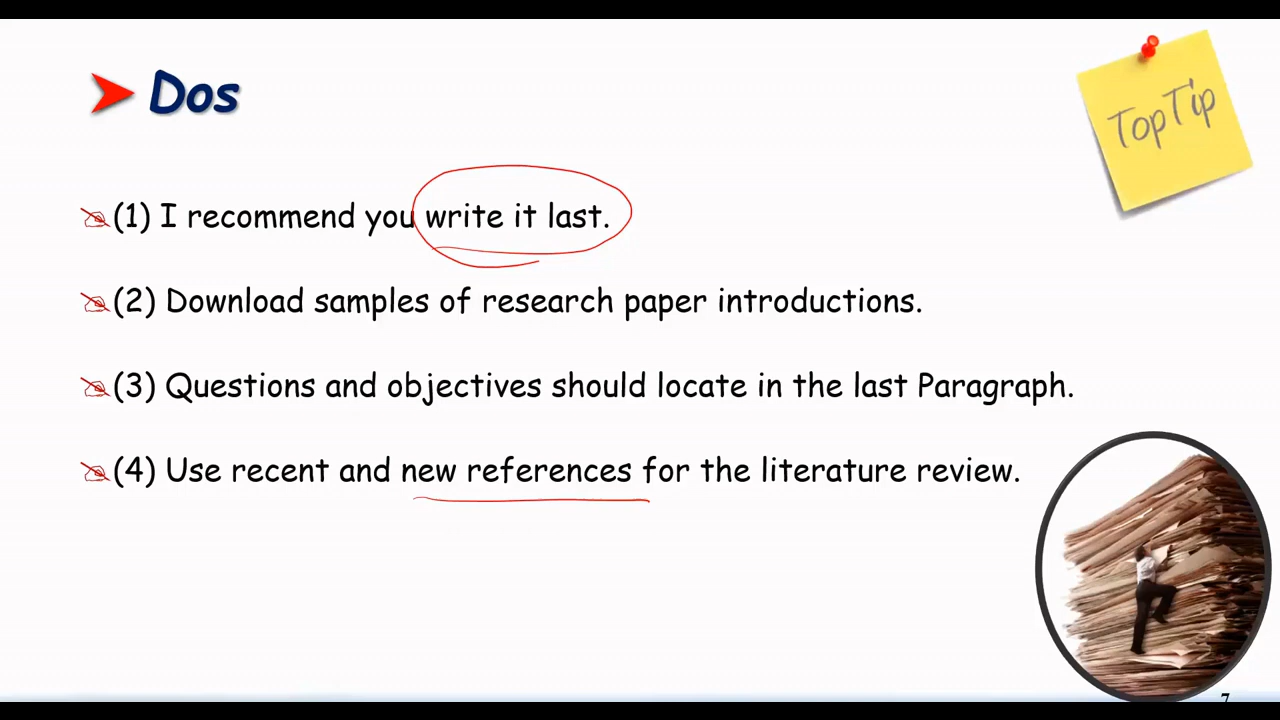 Dos
TopTip
(1) I recommend you write it last.
(2) Download samples of research paper introductions.
(3) Questions and objectives should locate in the last Paragraph.
(4) Use recent and new references for the literature review.
7